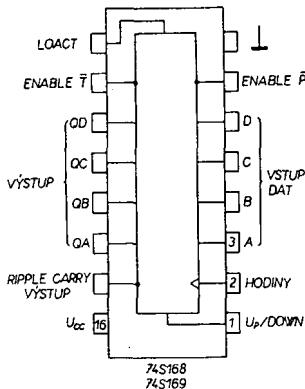 LOACT
ENABLE T̅
ENABLE P̅
QD
D
QC
C
VÝSTUP
VSTUP
DAT
QB
B
QA
3
A
RIPPLE CARRY
VÝSTUP
2
HODINY
Ucc
16
1
Up/DOWN
74S168
74S169